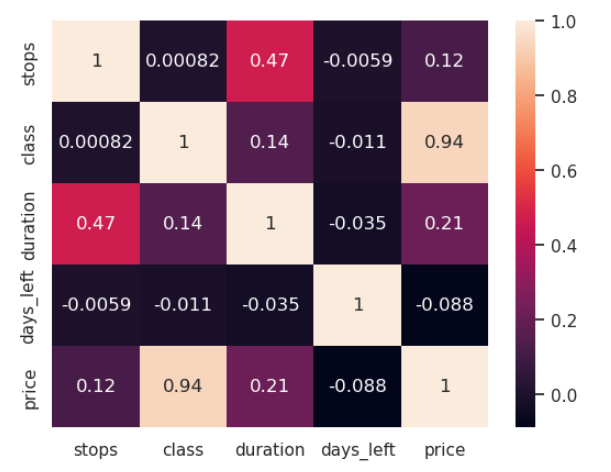 stops 1 0.00082 0.47 -0.0059 0.12
class 0.00082 1 0.14 -0.011 0.94
duration 0.47 0.14 1 -0.035 0.21
days_left -0.0059 -0.011 -0.035 1 -0.088
price 0.12 0.94 0.21 -0.088 1
stops class duration days_left price
1.0
0.8
0.6
0.4
0.2
0.0